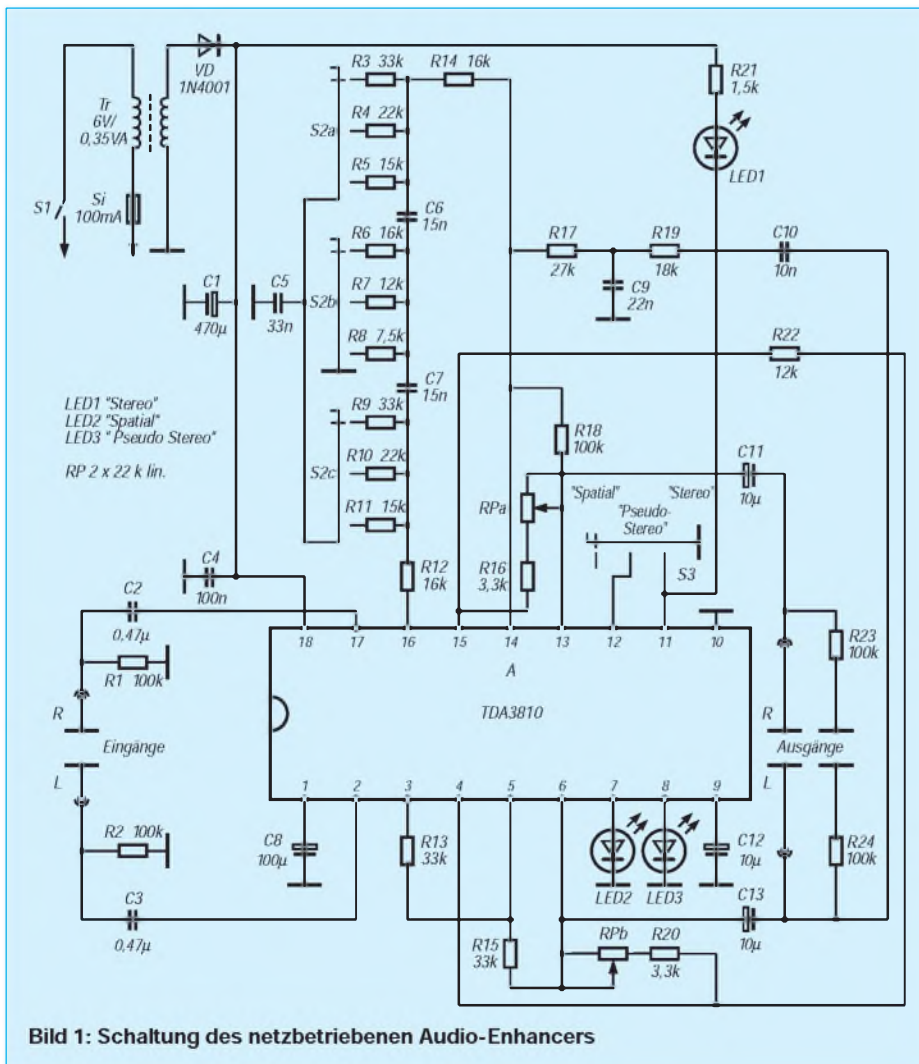 VD
1N4001
Tr
6V/
0,35VA
S1
Si
100mA
C1
470µ
R3 33k
R14 16k
R4 22k
S2a
R5 15k
C6
15n
R6 16k
C5
33n
S2b
R7 12k
R8 7,5k
C7
15n
R9 33k
R10 22k
S2c
R11 15k
R12
16k
R21
1,5k
LED1
R17
27k
R19
18k
C10
10n
C9
22n
R22
12k
R18
100k
C11
10µ
RPa
"Spatial"
"Stereo"
"Pseudo-
Stereo"
R16
3,3k
S3
LED1 "Stereo"
LED2 "Spatial"
LED3 " Pseudo Stereo"
RP 2 x 22 k lin.
C4
100n
C2
0,47µ
R1 100k
R
Eingänge
L
R2 100k
C3
0,47µ
18 17 16 15 14 13 12 11 10
A
TDA3810
1 2 3 4 5 6 7 8 9
R23
100k
R
Ausgänge
L
R24
100k
C8
100µ
R13
33k
LED2
LED3
C12
10µ
C13
10µ
R15
33k
RPb
R20
3,3k
Bild 1: Schaltung des netzbetriebenen Audio-Enhancers